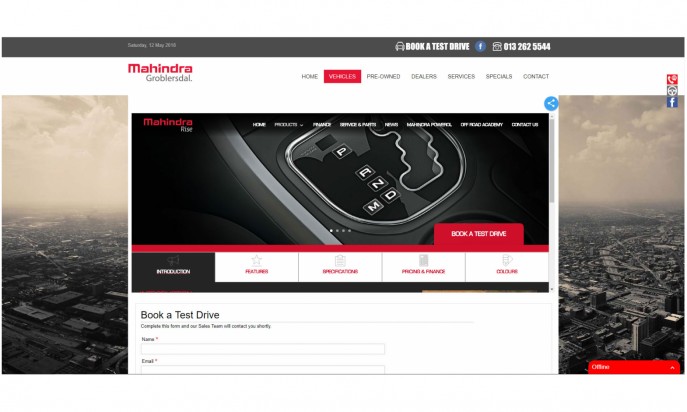 Saturday, 12 May 2018
BOOK A TEST DRIVE
013 262 5544
Mahindra
Groblersdal.
HOME VEHICLES PRE-OWNED DEALERS SERVICES SPECIALS CONTACT
Mahindra
Rise
HOME PRODUCTS FINANCE SERVICE & PARTS NEWS MAHINDRA POWEROL OFF ROAD ACADEMY CONTACT US
P
N
M D
BOOK A TEST DRIVE
INTRODUCTION FEATURES SPECIFICATIONS PRICING & FINANCE COLOURS
Book a Test Drive
Complete this form and our Sales Team will contact you shortly.
Name *
Email *
Offline